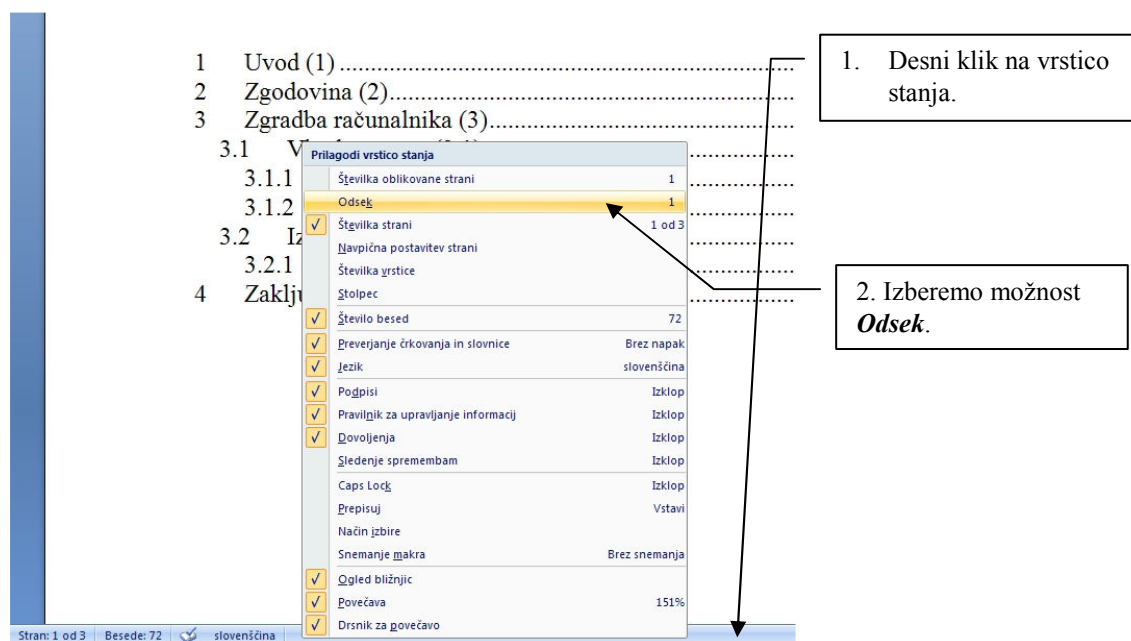 1 Uvod (1)
2 Zgodovina (2)
3 Zgradba računalnika (3)
3.1
3.1.1
3.1.2
3.2
3.2.1
4
Prilagodi vrstico stanja
Številka oblikovane strani 1
Odsek 1
Številka strani 1 od 3
Navpična postavitev strani
Številka vrstice
Stolpec
Število besed 72
Preverjanje črkovanja in slovnice Brez napak
Jezik slovenščina
Podpisi Izklop
Pravilnik za upravljanje informacij Izklop
Dovoljenja Izklop
Sledenje spremembam Izklop
Caps Lock Izklop
Prepisuj Vstavi
Način izbire
Snemanje makra Brez snemanja
Ogled bližnjic
Povečava 151%
Drsnik za povečavo
Stran: 1 od 3 Besede: 72 slovenščina
1. Desni klik na vrstico
stanja.
2. Izberemo možnost
Odsek.